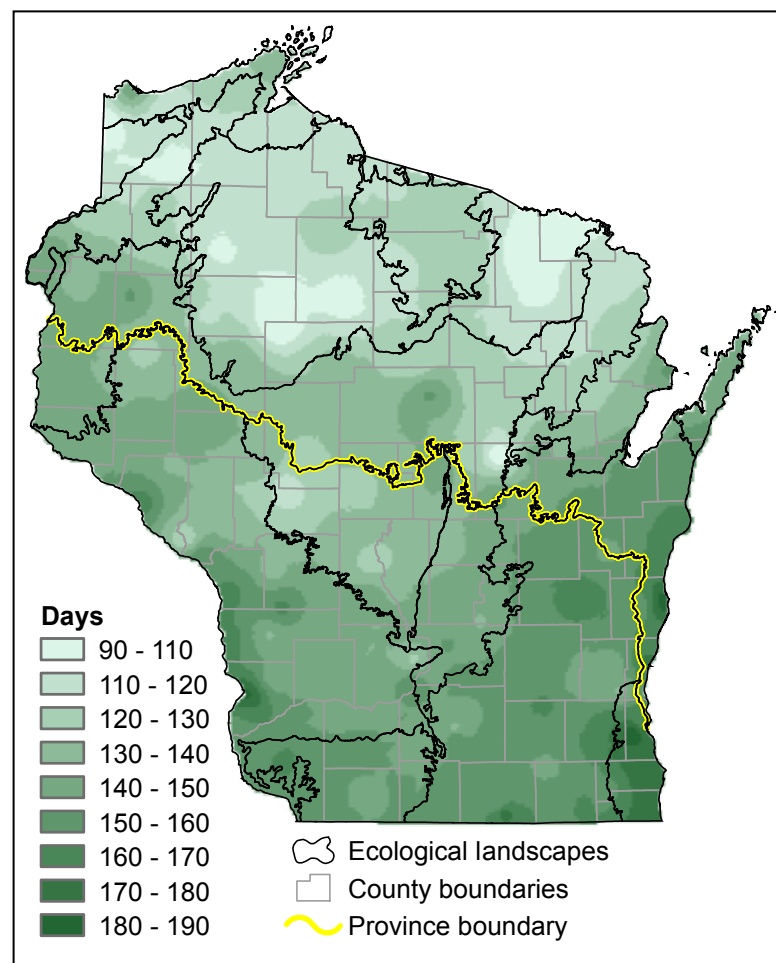 Days
90 - 110
110 - 120
120 - 130
130 - 140
140 - 150
150 - 160
160 - 170
170 - 180
180 - 190
Ecological landscapes
County boundaries
Province boundary